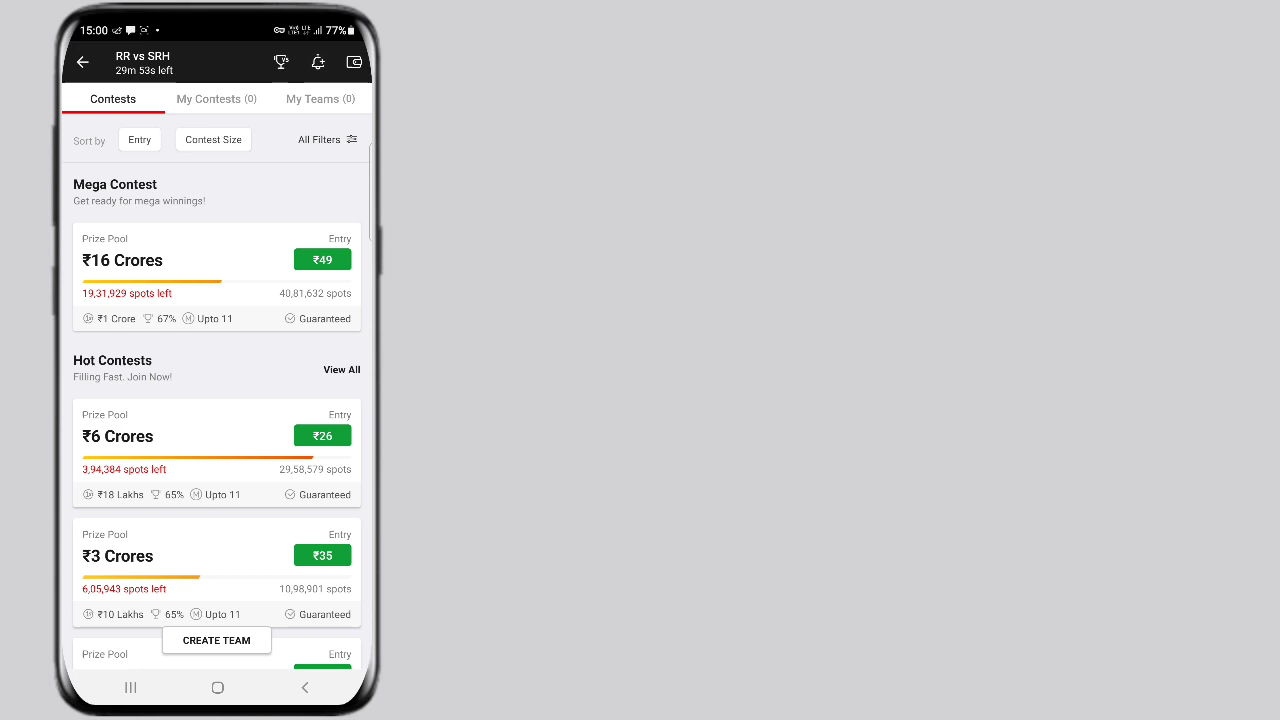 15:00 77%
RR vs SRH
29m 53s left
Contests My Contests (0) My Teams (0)
Sort by Entry Contest Size All Filters
Mega Contest
Get ready for mega winnings!
Prize Pool Entry
₹16 Crores ₹49
19,31,929 spots left 40,81,632 spots
₹1 Crore 67% M Upto 11 Guaranteed
Hot Contests
Filling Fast. Join Now! View All
Prize Pool Entry
₹6 Crores ₹26
3,94,384 spots left 29,58,579 spots
₹18 Lakhs 65% M Upto 11 Guaranteed
Prize Pool Entry
₹3 Crores ₹35
6,05,943 spots left 10,98,901 spots
₹10 Lakhs 65% M Upto 11 Guaranteed
CREATE TEAM
Prize Pool Entry